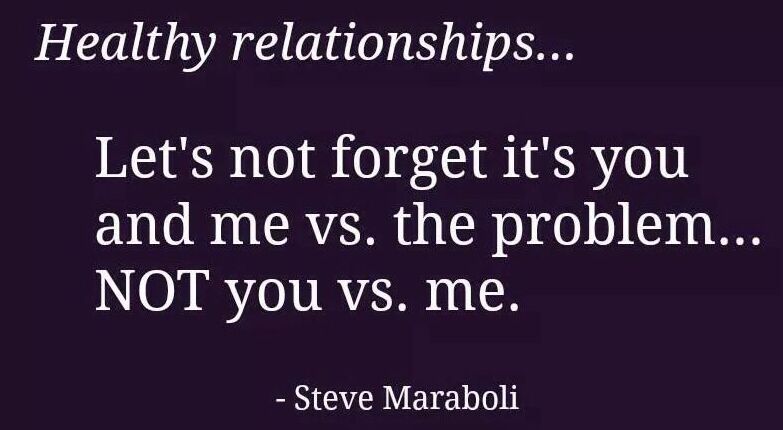 Healthy relationships...
Let's not forget it's you
and me vs. the problem...
NOT you vs. me.
- Steve Maraboli